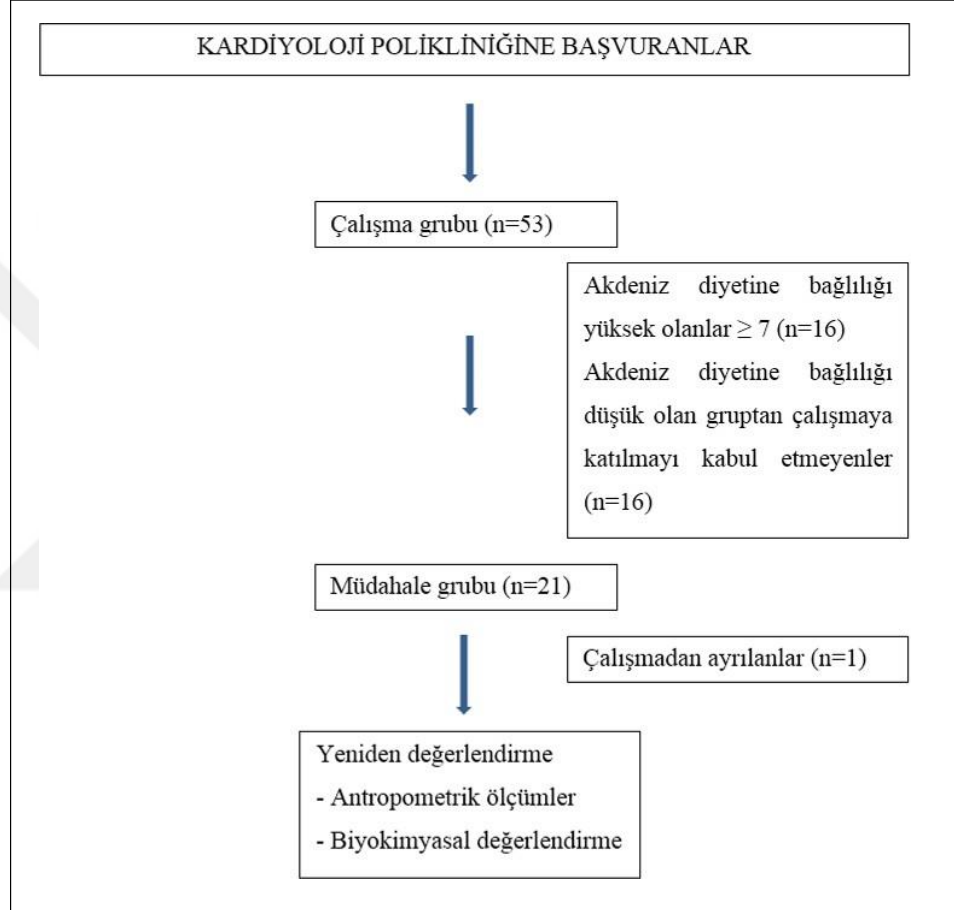 KARDİYOLOJİ POLİKLİNİĞİNE BAŞVURANLAR
Çalışma grubu (n=53)
Akdeniz diyetine bağlılığı
yüksek olanlar ≥ 7 (n=16)
Akdeniz diyetine bağlılığı
düşük olan gruptan çalışmaya
katılmayı kabul etmeyenler
(n=16)
Müdahale grubu (n=21)
Çalışmadan ayrılanlar (n=1)
Yeniden değerlendirme
- Antropometrik ölçümler
- Biyokimyasal değerlendirme